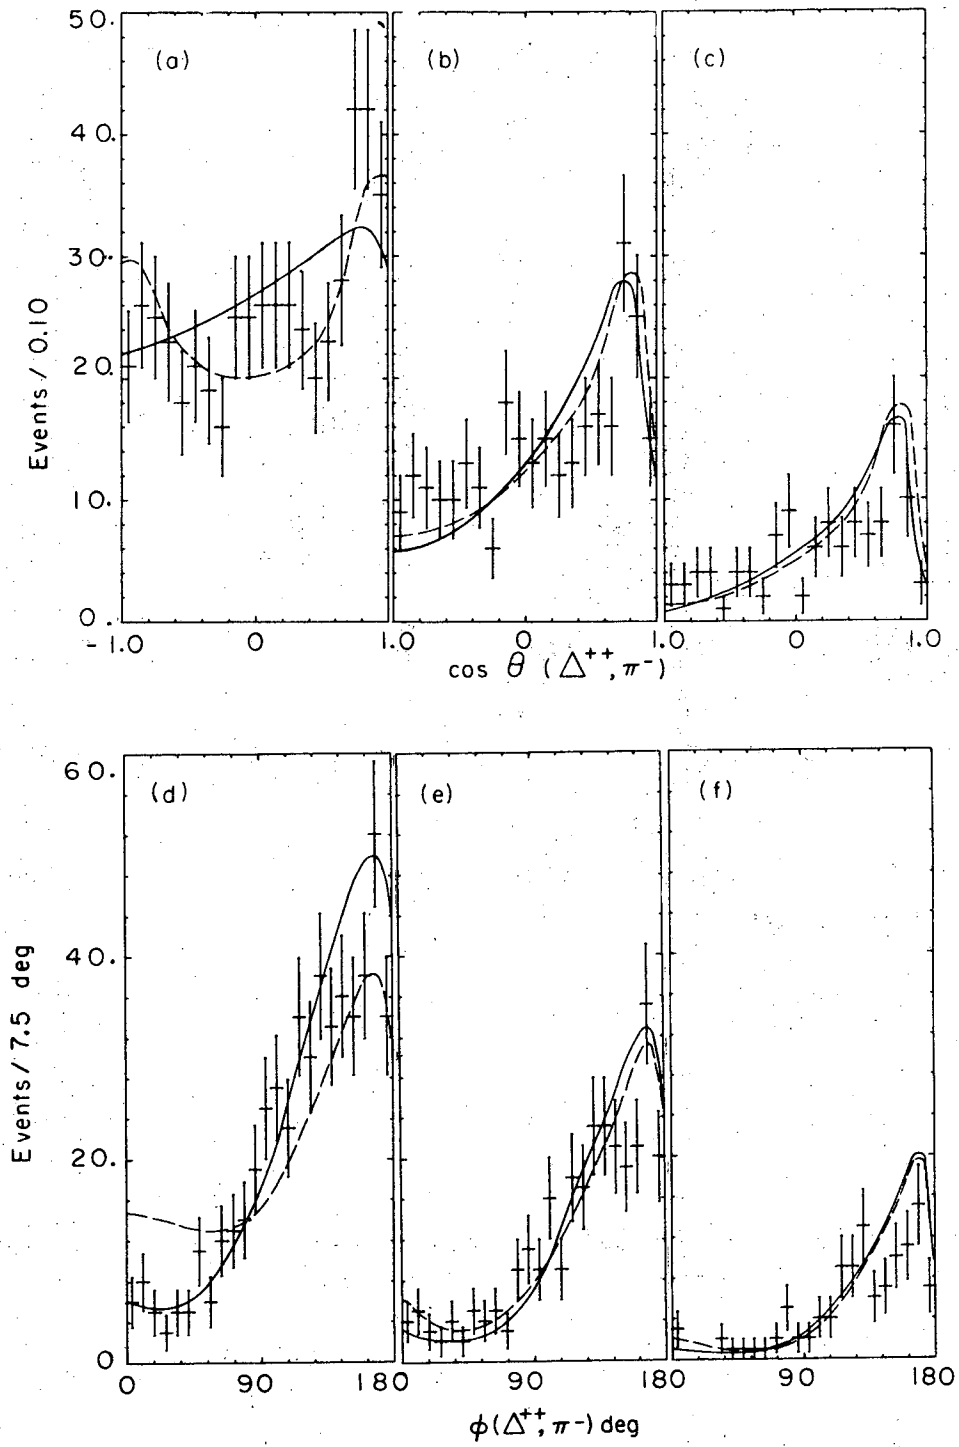 50.
40.
30.
20.
10.
0.
Events / 0.10
(a)
(b)
(c)
-1.0
0
1.0
0
1.0
0
1.0
cos θ (Δ++, π-)
60.
40.
20.
0
Events / 7.5 deg
(d)
(e)
(f)
0
90
180
90
180
90
180
φ(Δ++, π-) deg